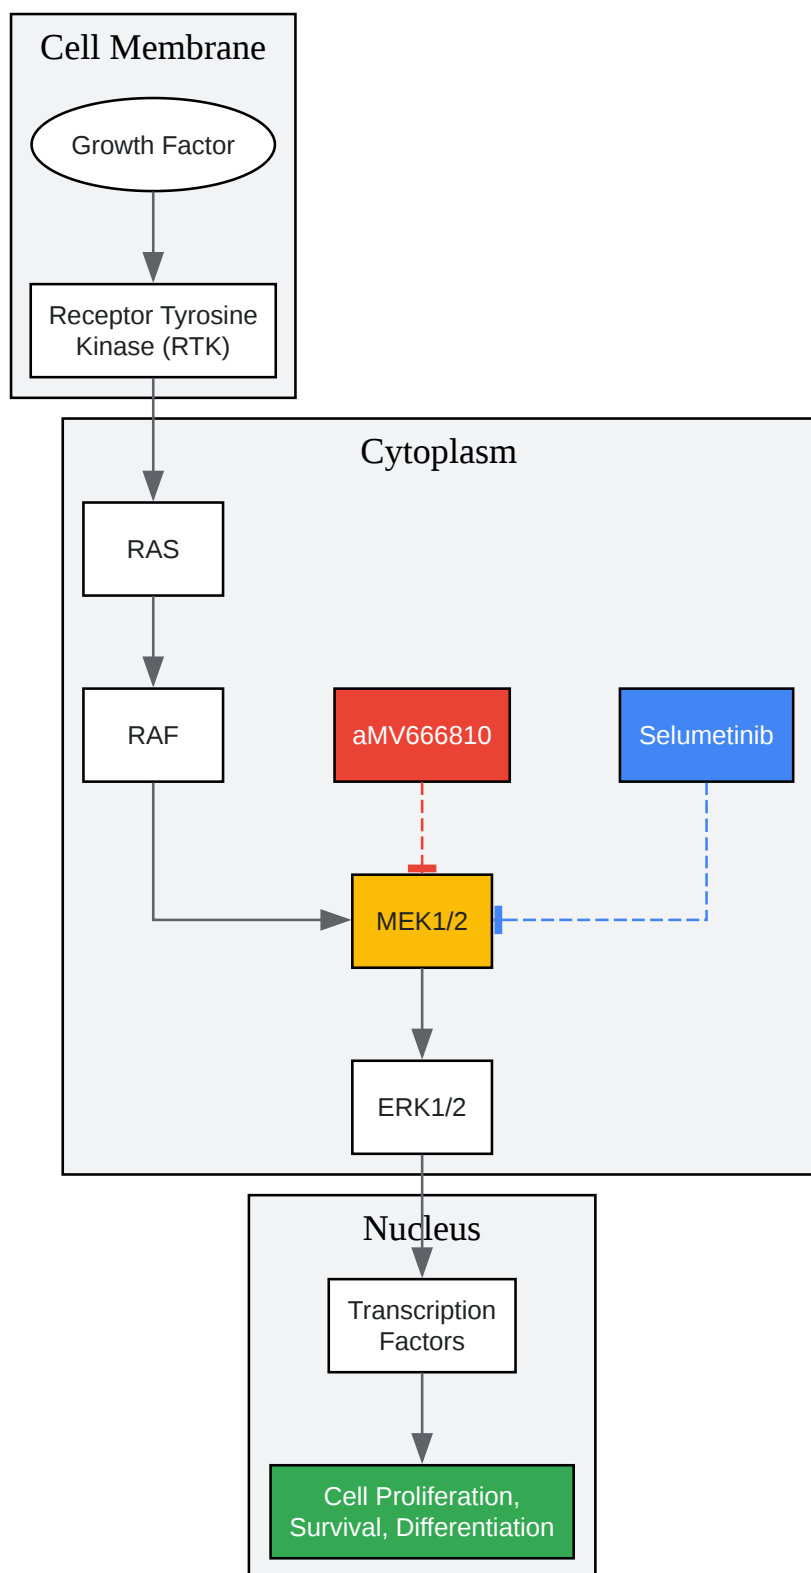 Cell Membrane
Growth Factor
Receptor Tyrosine
Kinase (RTK)
Cytoplasm
RAS
RAF
aMV666810
Selumetinib
MEK1/2
ERK1/2
Nucleus
Transcription
Factors
Cell Proliferation,
Survival, Differentiation